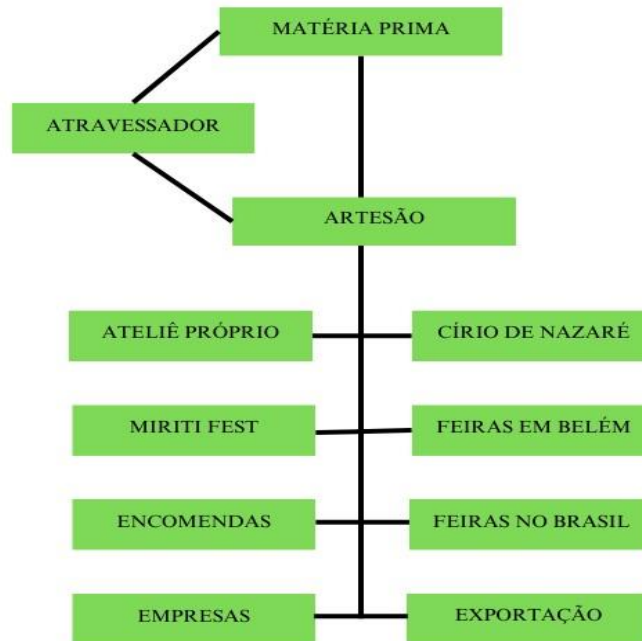 MATÉRIA PRIMA
ATRAVESSADOR
ARTESÃO
ATELIÊ PRÓPRIO
CÍRIO DE NAZARÉ
MIRITI FEST
FEIRAS EM BELÉM
ENCOMENDAS
FEIRAS NO BRASIL
EMPRESAS
EXPORTAÇÃO